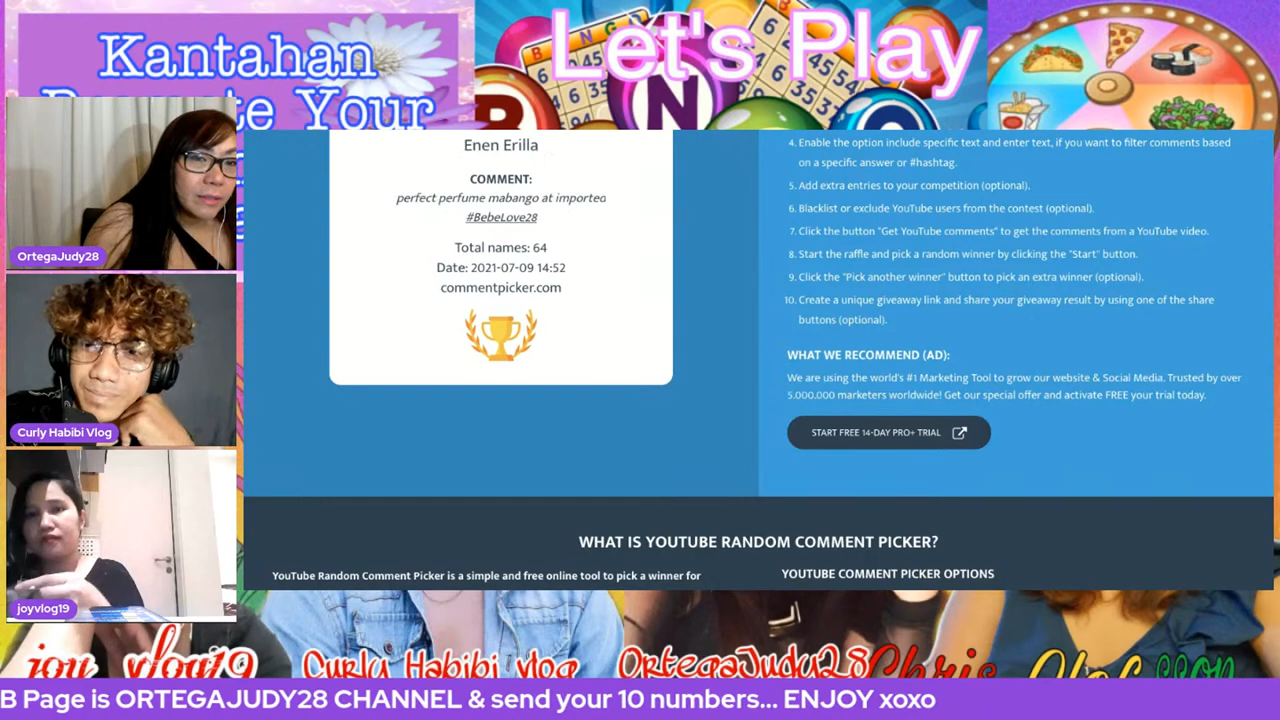 Kantahan
Promote Your
Let's Play
BINGO
OrtegaJudy28
Curly Habibi Vlog
joyvlog19
Enen Erilla
COMMENT:
perfect perfume mabango at imported
#BebeLove28
Total names: 64
Date: 2021-07-09 14:52
commentpicker.com
4. Enable the option include specific text and enter text, if you want to filter comments based
on a specific answer or #hashtag.
5. Add extra entries to your competition (optional).
6. Blacklist or exclude YouTube users from the contest (optional).
7. Click the button "Get YouTube comments" to get the comments from a YouTube video.
8. Start the raffle and pick a random winner by clicking the "Start" button.
9. Click the "Pick another winner" button to pick an extra winner (optional).
10. Create a unique giveaway link and share your giveaway result by using one of the share
buttons (optional).
WHAT WE RECOMMEND (AD):
We are using the world's #1 Marketing Tool to grow our website & Social Media. Trusted by over
5.000.000 marketers worldwide! Get our special offer and activate FREE your trial today.
START FREE 14-DAY PRO+ TRIAL
WHAT IS YOUTUBE RANDOM COMMENT PICKER?
YouTube Random Comment Picker is a simple and free online tool to pick a winner for
YOUTUBE COMMENT PICKER OPTIONS
joy vlog19
Curly Habibi vlog
OrtegaJudy28
Chris
B Page is ORTEGAJUDY28 CHANNEL & send your 10 numbers... ENJOY xoxo